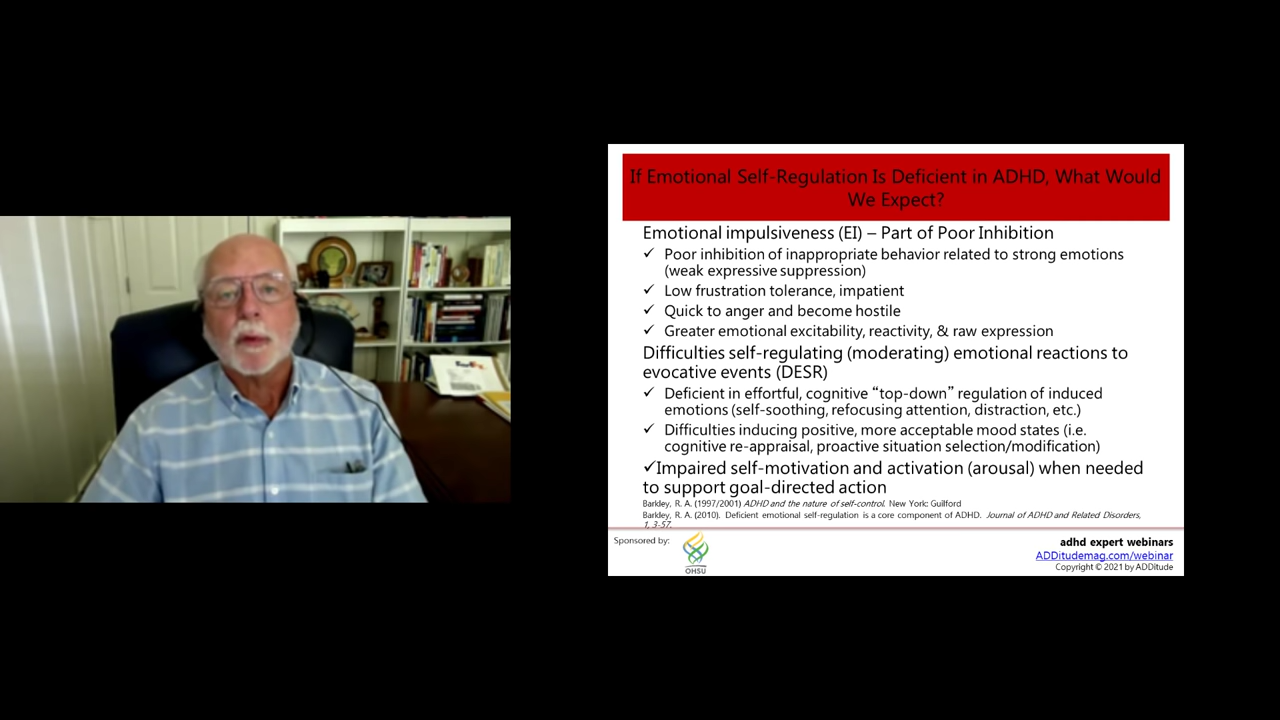 If Emotional Self-Regulation Is Deficient in ADHD, What Would
We Expect?
Emotional impulsiveness (EI) – Part of Poor Inhibition
✓ Poor inhibition of inappropriate behavior related to strong emotions
(weak expressive suppression)
✓ Low frustration tolerance, impatient
✓ Quick to anger and become hostile
✓ Greater emotional excitability, reactivity, & raw expression
Difficulties self-regulating (moderating) emotional reactions to
evocative events (DESR)
✓ Deficient in effortful, cognitive “top-down” regulation of induced
emotions (self-soothing, refocusing attention, distraction, etc.)
✓ Difficulties inducing positive, more acceptable mood states (i.e.
cognitive re-appraisal, proactive situation selection/modification)
✓Impaired self-motivation and activation (arousal) when needed
to support goal-directed action
Barkley, R. A. (1997/2001) ADHD and the nature of self-control. New York: Guilford
Barkley, R. A. (2010). Deficient emotional self-regulation is a core component of ADHD. Journal of ADHD and Related Disorders,
1, 3-57.
Sponsored by:
OHSU
adhd expert webinars
ADDitudemag.com/webinar
Copyright © 2021 by ADDitude